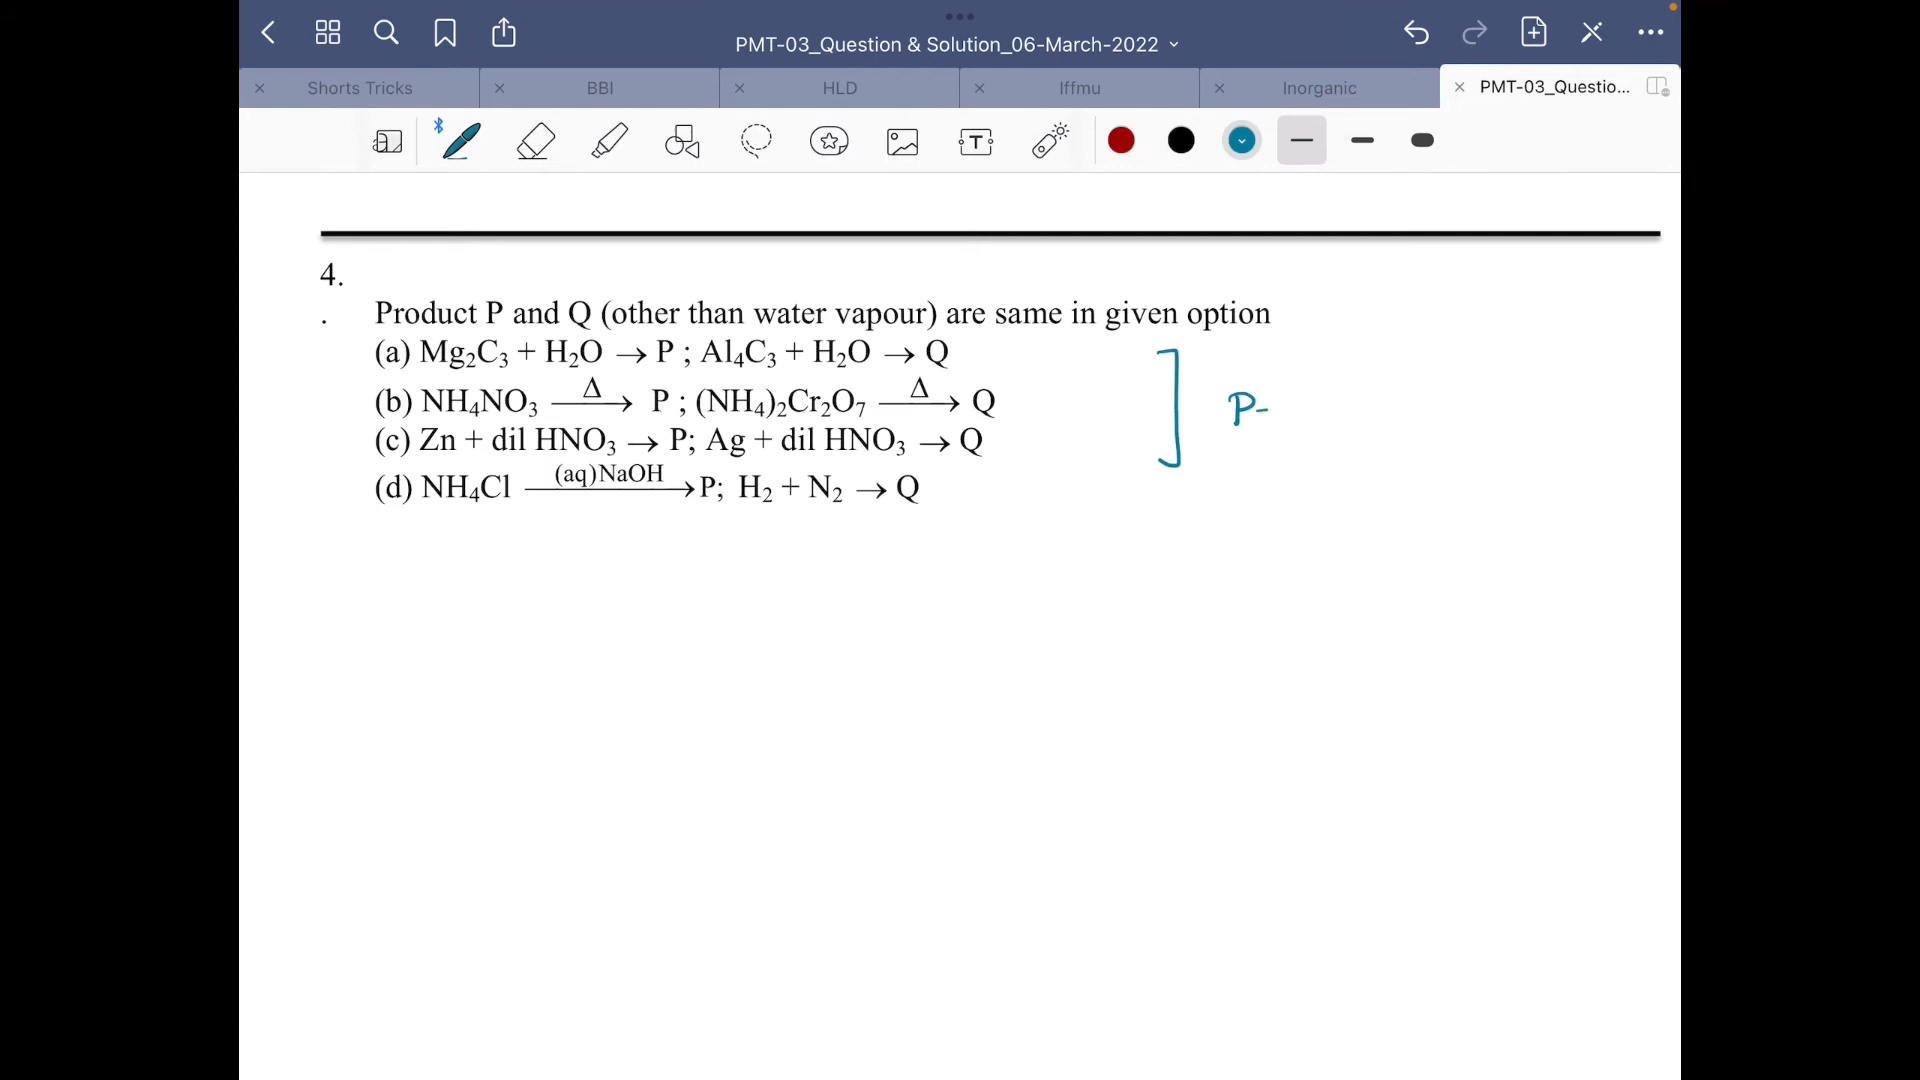 PMT-03_Question & Solution_06-March-2022
Shorts Tricks
BBI
HLD
Iffmu
Inorganic
PMT-03_Questio...
4.
. Product P and Q (other than water vapour) are same in given option
(a) Mg₂C₃ + H₂O → P ; Al₄C₃ + H₂O → Q
(b) NH₄NO₃ —Δ→ P ; (NH₄)₂Cr₂O₇ —Δ→ Q
(c) Zn + dil HNO₃ → P; Ag + dil HNO₃ → Q
(d) NH₄Cl —(aq)NaOH→ P; H₂ + N₂ → Q
] P-